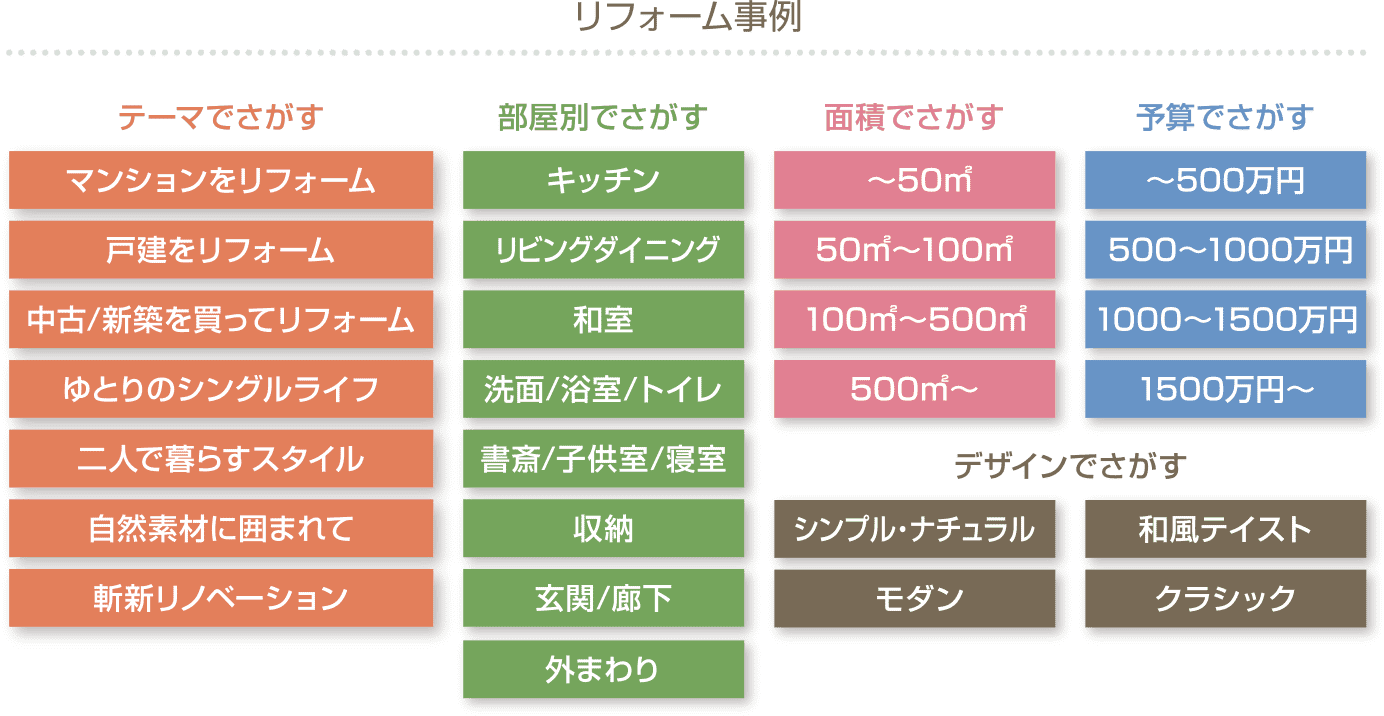 リフォーム事例
テーマでさがす
マンションをリフォーム
戸建をリフォーム
中古/新築を買ってリフォーム
ゆとりのシングルライフ
二人で暮らすスタイル
自然素材に囲まれて
斬新リノベーション
部屋別でさがす
キッチン
リビングダイニング
和室
洗面/浴室/トイレ
書斎/子供室/寝室
収納
玄関/廊下
外まわり
面積でさがす
～50㎡
50㎡～100㎡
100㎡～500㎡
500㎡～
予算でさがす
～500万円
500～1000万円
1000～1500万円
1500万円～
デザインでさがす
シンプル・ナチュラル
和風テイスト
モダン
クラシック